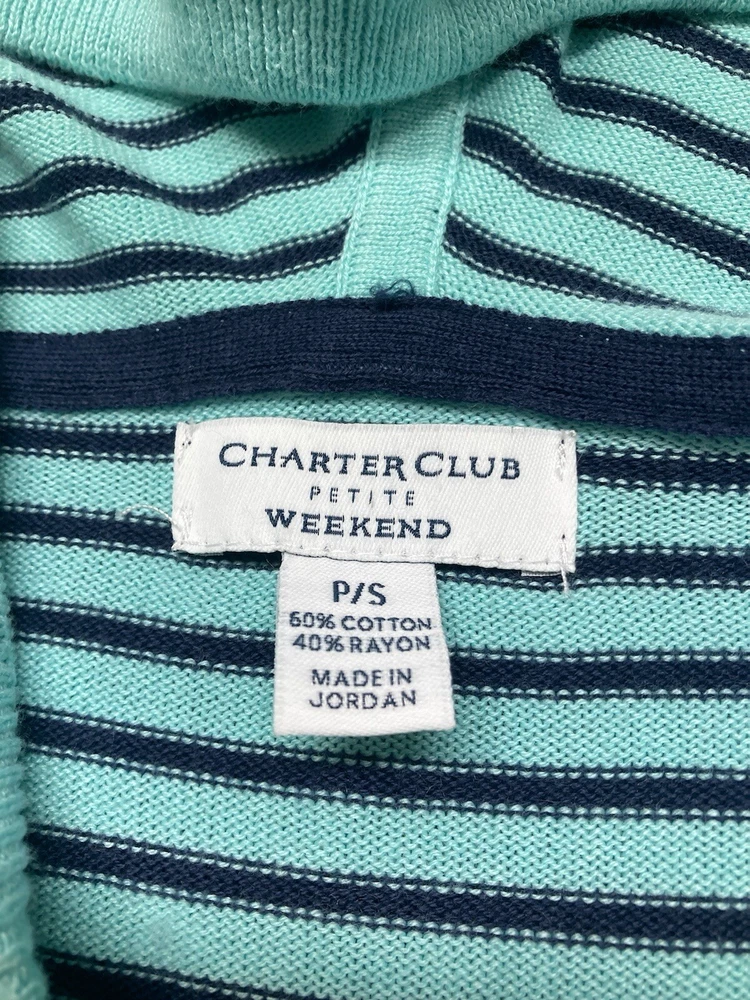 CHARTER CLUB
PETITE
WEEKEND
P/S
60% COTTON
40% RAYON
MADE IN
JORDAN